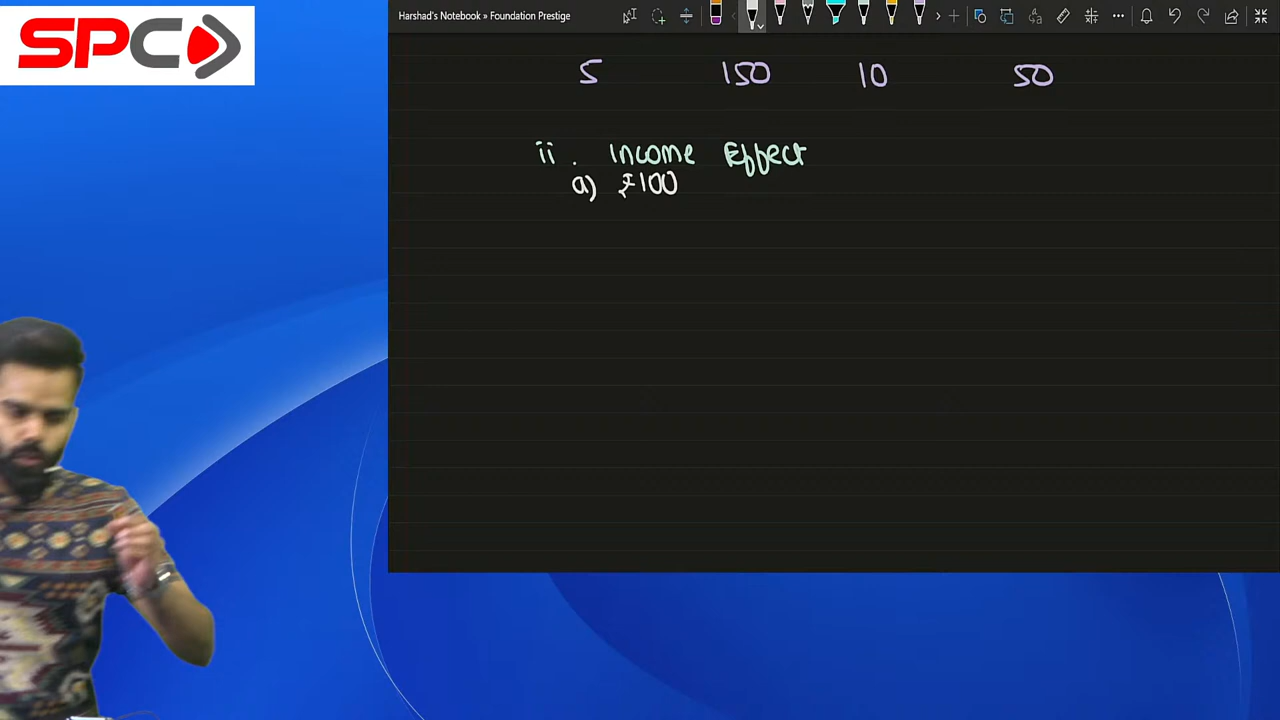 SPC
Harshad's Notebook » Foundation Prestige
5 150 10 50
ii. Income Effect
a) ₹100